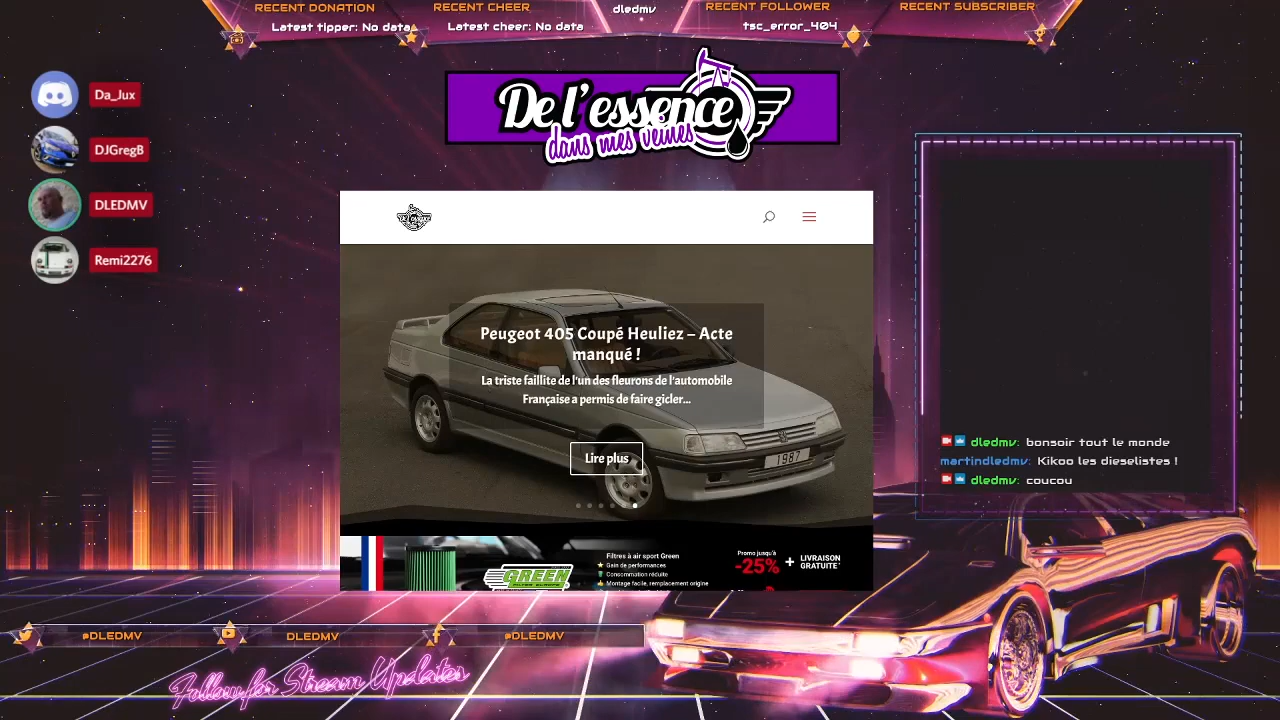 RECENT DONATION
Latest tipper: No data
RECENT CHEER
Latest cheer: No data
dledmv
RECENT FOLLOWER
tsc_error_404
RECENT SUBSCRIBER
De l'essence
dans mes veines
Da_Jux
DJGregB
DLEDMV
Remi2276
Peugeot 405 Coupé Heuliez – Acte
manqué !
La triste faillite de l'un des fleurons de l'automobile
Française a permis de faire gicler...
Lire plus
1987
GREEN
Filtres à air sport Green
Gain de performances
Consommation réduite
Montage facile, remplacement origine
Promo jusqu'à
-25%
+ LIVRAISON
GRATUITE
dledmv: bonsoir tout le monde
martindledmv: Kikoo les dieselistes !
dledmv: coucou
@DLEDMV
DLEDMV
@DLEDMV
Follow for Stream Updates